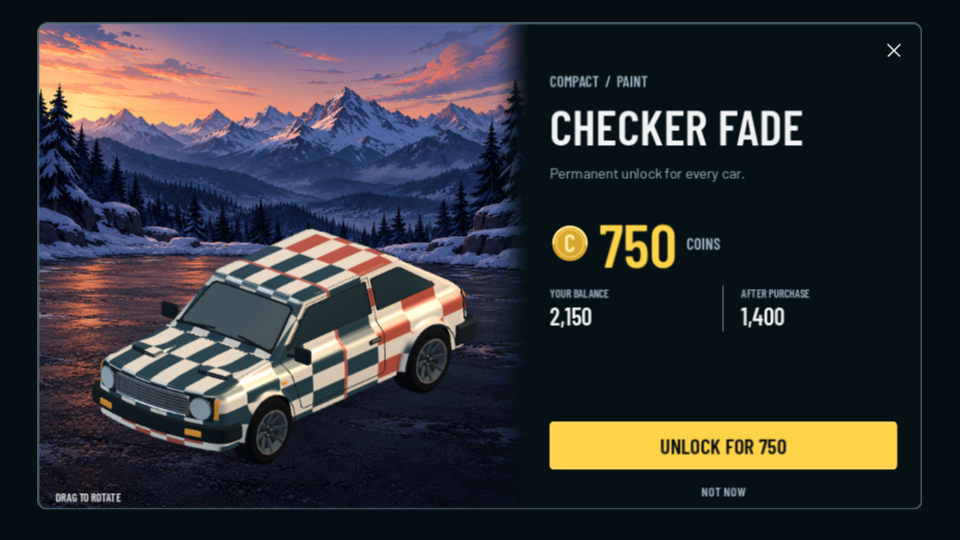 COMPACT / PAINT
CHECKER FADE
Permanent unlock for every car.
C 750 COINS
YOUR BALANCE
2,150
AFTER PURCHASE
1,400
UNLOCK FOR 750
NOT NOW
DRAG TO ROTATE